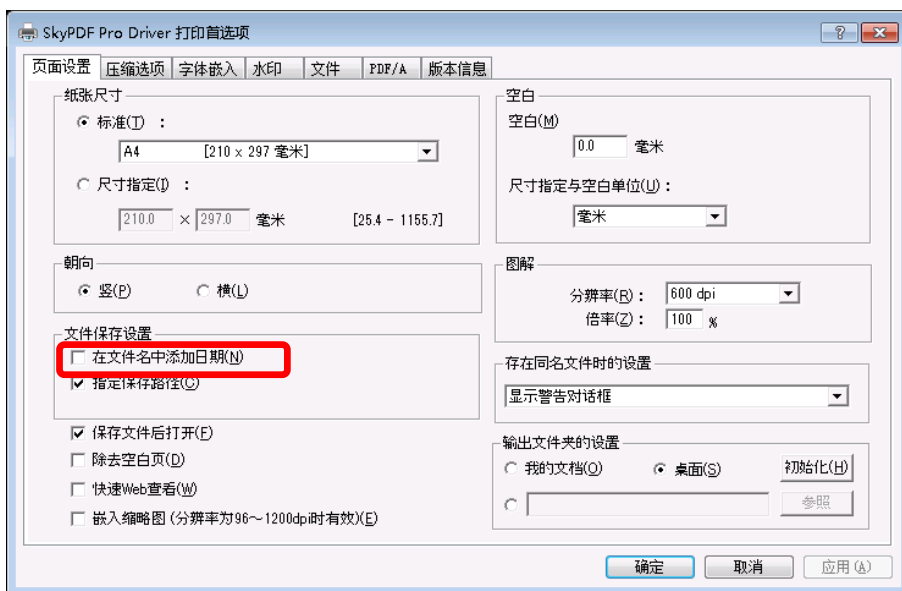 SkyPDF Pro Driver 打印首选项
页面设置 压缩选项 字体嵌入 水印 文件 PDF/A 版本信息
纸张尺寸
标准(T) ：
A4 [210 x 297 毫米]
尺寸指定(I) ：
210.0 × 297.0 毫米 [25.4 - 1155.7]
朝向
竖(P) 横(L)
文件保存设置
在文件名中添加日期(N)
指定保存路径(C)
保存文件后打开(F)
除去空白页(D)
快速Web查看(W)
嵌入缩略图 (分辨率为96～1200dpi时有效)(E)
空白
空白(M)
0.0 毫米
尺寸指定与空白单位(U)：
毫米
图解
分辨率(R)： 600 dpi
倍率(Z)： 100 %
存在同名文件时的设置
显示警告对话框
输出文件夹的设置
我的文档(O) 桌面(S) 初始化(H)
参照
确定 取消 应用(A)